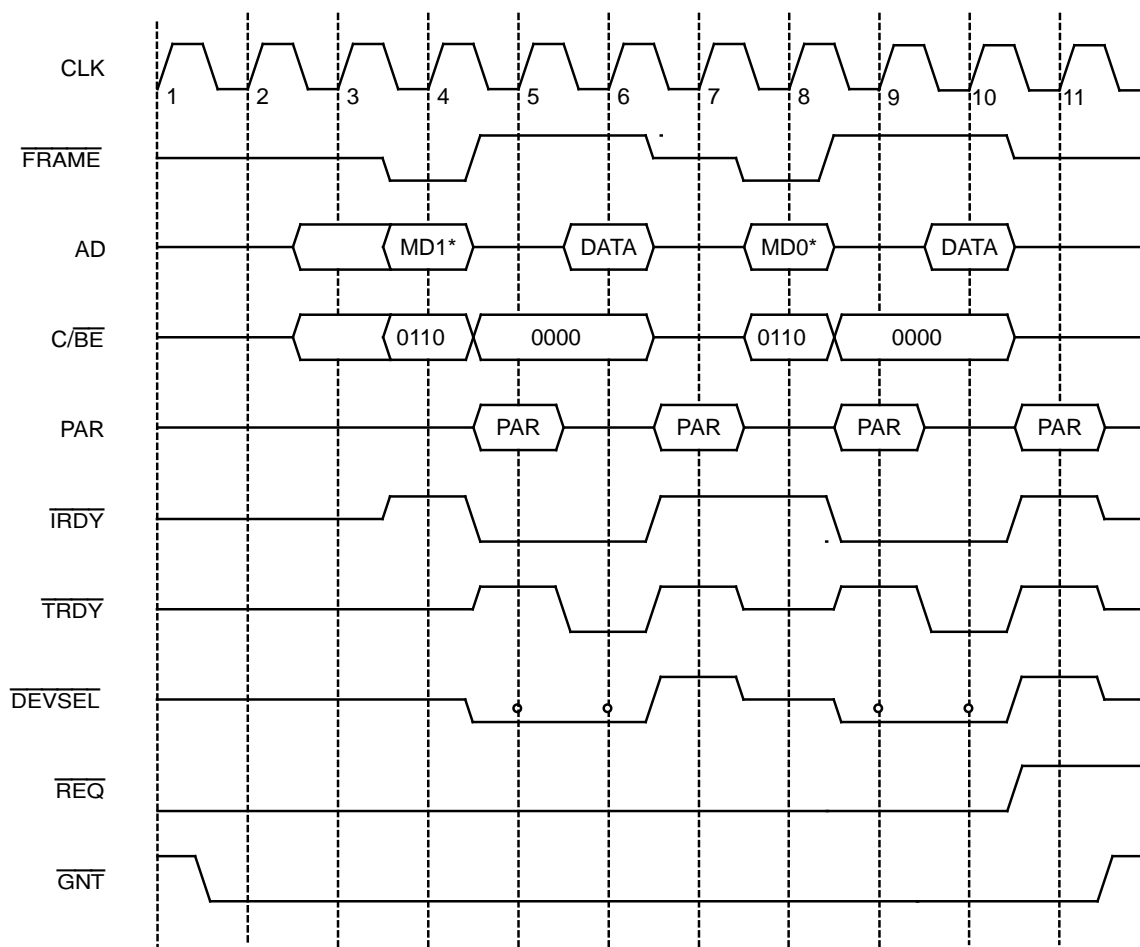 CLK
1 2 3 4 5 6 7 8 9 10 11
FRAME
AD MD1* DATA MD0* DATA
C/BE 0110 0000 0110 0000
PAR PAR PAR PAR PAR
IRDY
TRDY
DEVSEL
REQ
GNT